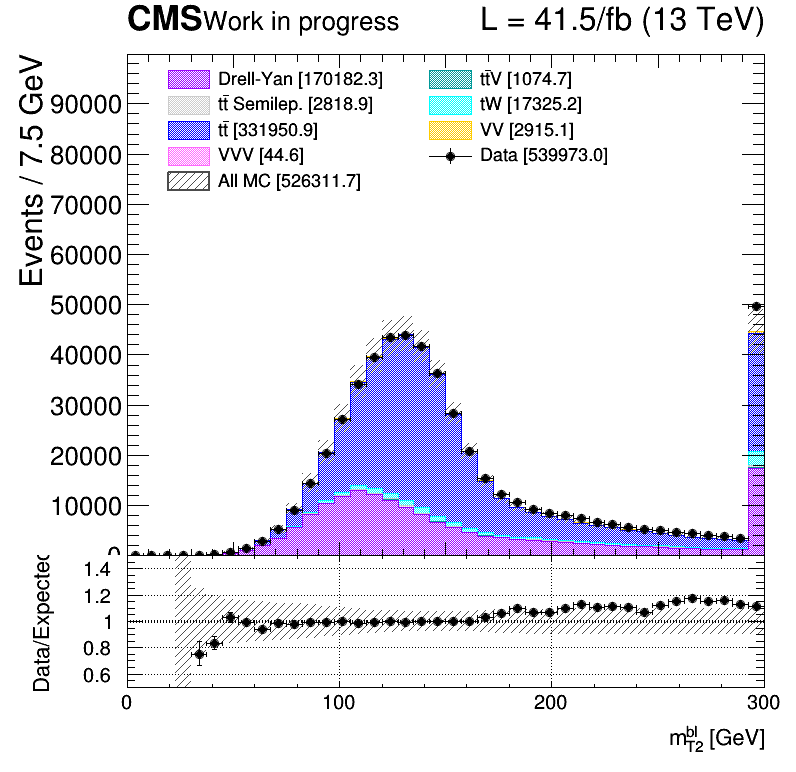 CMS Work in progress L = 41.5/fb (13 TeV)
Events / 7.5 GeV
Drell-Yan [170182.3]
tt̄ Semilep. [2818.9]
tt̄ [331950.9]
VVV [44.6]
All MC [526311.7]
tt̄V [1074.7]
tW [17325.2]
VV [2915.1]
Data [539973.0]
90000
80000
70000
60000
50000
40000
30000
20000
10000
0
Data/Expected
1.4
1.2
1
0.8
0.6
0 100 200 300
m_T2^bl [GeV]